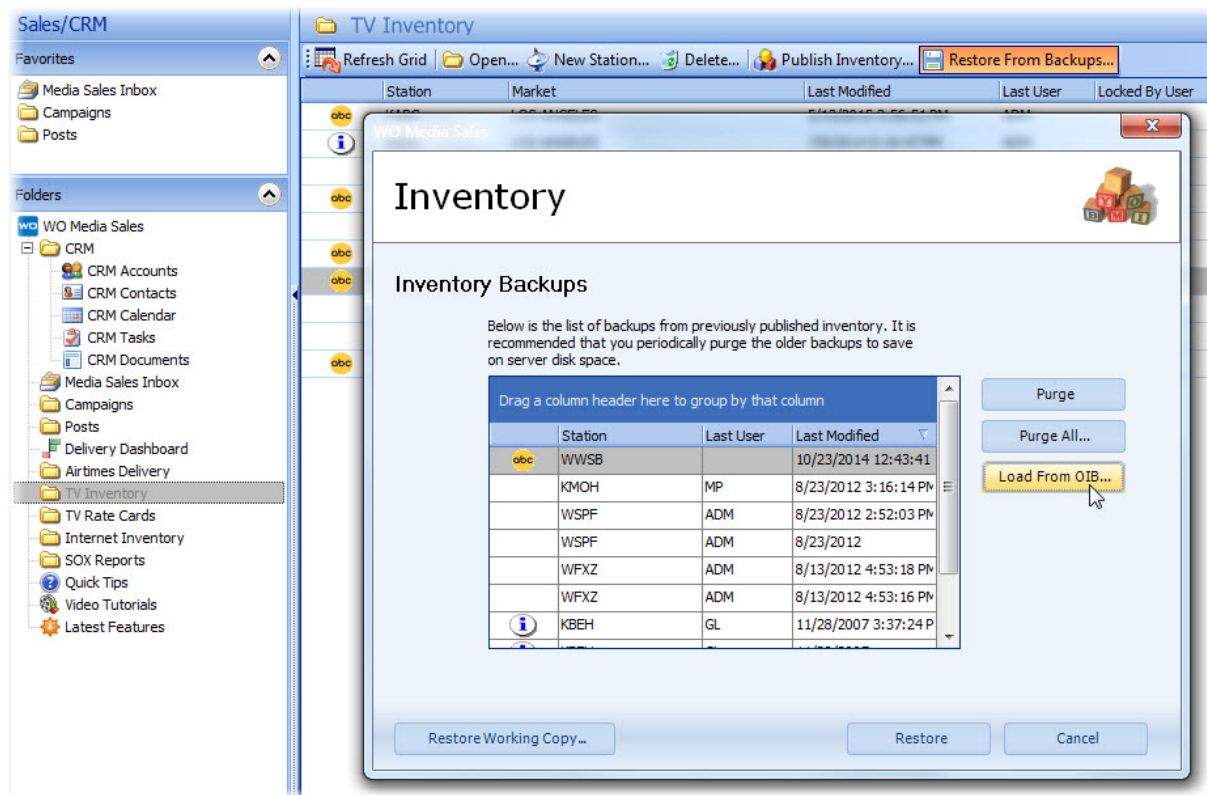 Sales/CRM
Favorites
Media Sales Inbox
Campaigns
Posts
Folders
WO WO Media Sales
CRM
CRM Accounts
CRM Contacts
CRM Calendar
CRM Tasks
CRM Documents
Media Sales Inbox
Campaigns
Posts
Delivery Dashboard
Airtimes Delivery
TV Inventory
TV Rate Cards
Internet Inventory
SOX Reports
Quick Tips
Video Tutorials
Latest Features
TV Inventory
Refresh Grid Open... New Station... Delete... Publish Inventory... Restore From Backups...
Station Market Last Modified Last User Locked By User
abc
abc
abc
abc
abc
WO Media Sales
Inventory
Inventory Backups
Below is the list of backups from previously published inventory. It is
recommended that you periodically purge the older backups to save
on server disk space.
Drag a column header here to group by that column
Station Last User Last Modified
abc WWSB 10/23/2014 12:43:41
KMOH MP 8/23/2012 3:16:14 PM
WSPF ADM 8/23/2012 2:52:03 PM
WSPF ADM 8/23/2012
WFXZ ADM 8/13/2012 4:53:18 PM
WFXZ ADM 8/13/2012 4:53:16 PM
KBEH GL 11/28/2007 3:37:24 P
Purge
Purge All...
Load From OIB...
Restore Working Copy...
Restore
Cancel